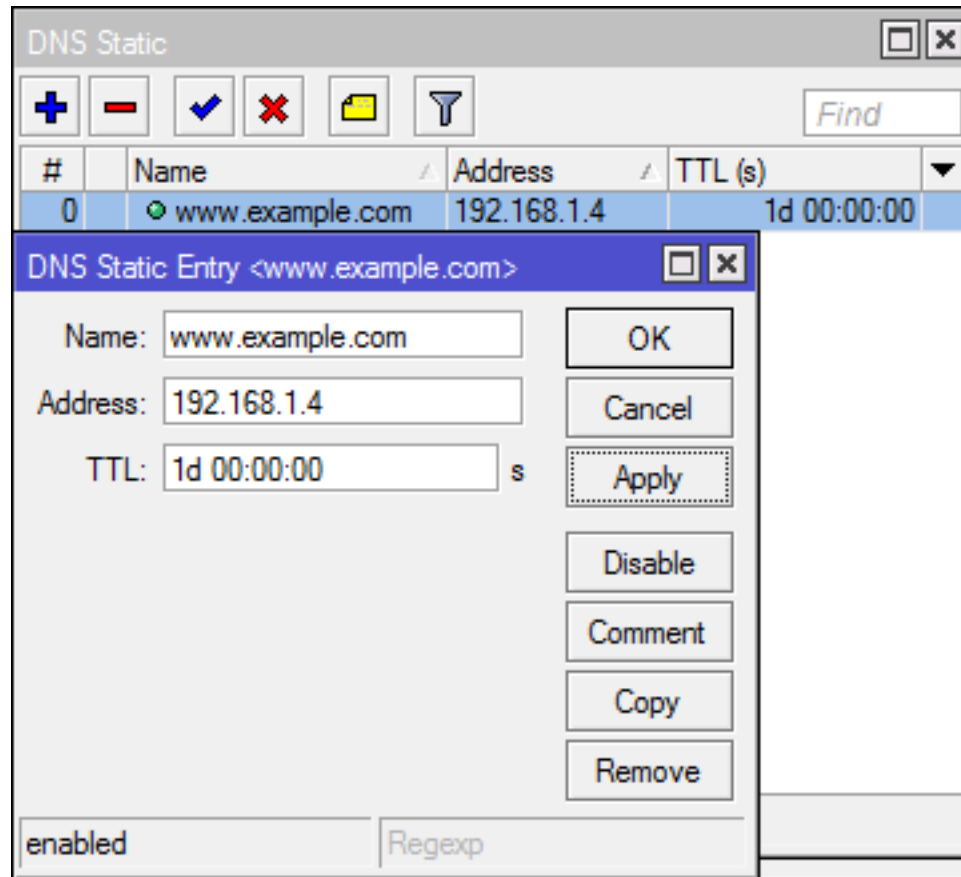 DNS Static
Find
# Name Address TTL (s)
0 www.example.com 192.168.1.4 1d 00:00:00
DNS Static Entry <www.example.com>
Name: www.example.com OK
Address: 192.168.1.4 Cancel
TTL: 1d 00:00:00 s Apply
Disable
Comment
Copy
Remove
enabled Regexp